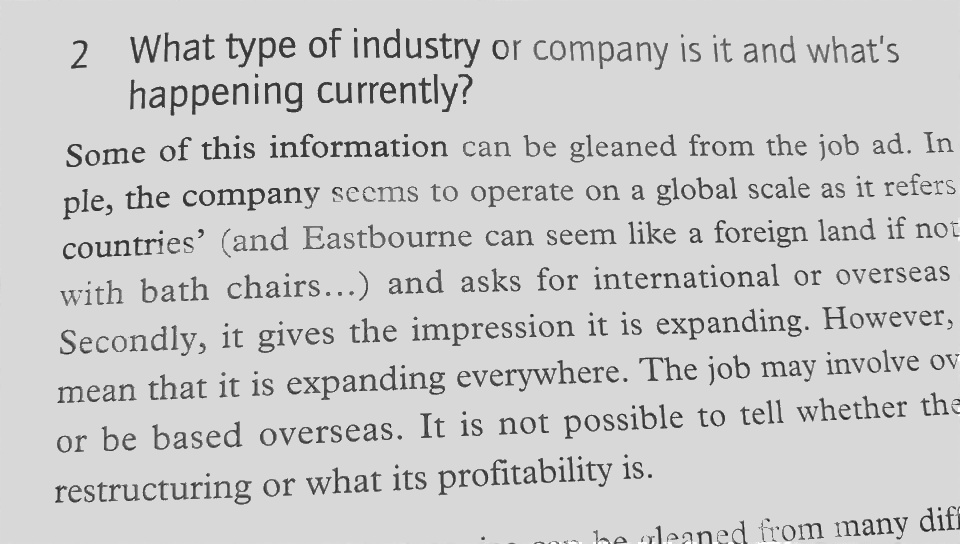 2 What type of industry or company is it and what's
happening currently?
Some of this information can be gleaned from the job ad. In
ple, the company seems to operate on a global scale as it refers
countries' (and Eastbourne can seem like a foreign land if not
with bath chairs...) and asks for international or overseas
Secondly, it gives the impression it is expanding. However,
mean that it is expanding everywhere. The job may involve ov
or be based overseas. It is not possible to tell whether the
restructuring or what its profitability is.
can be gleaned from many diff